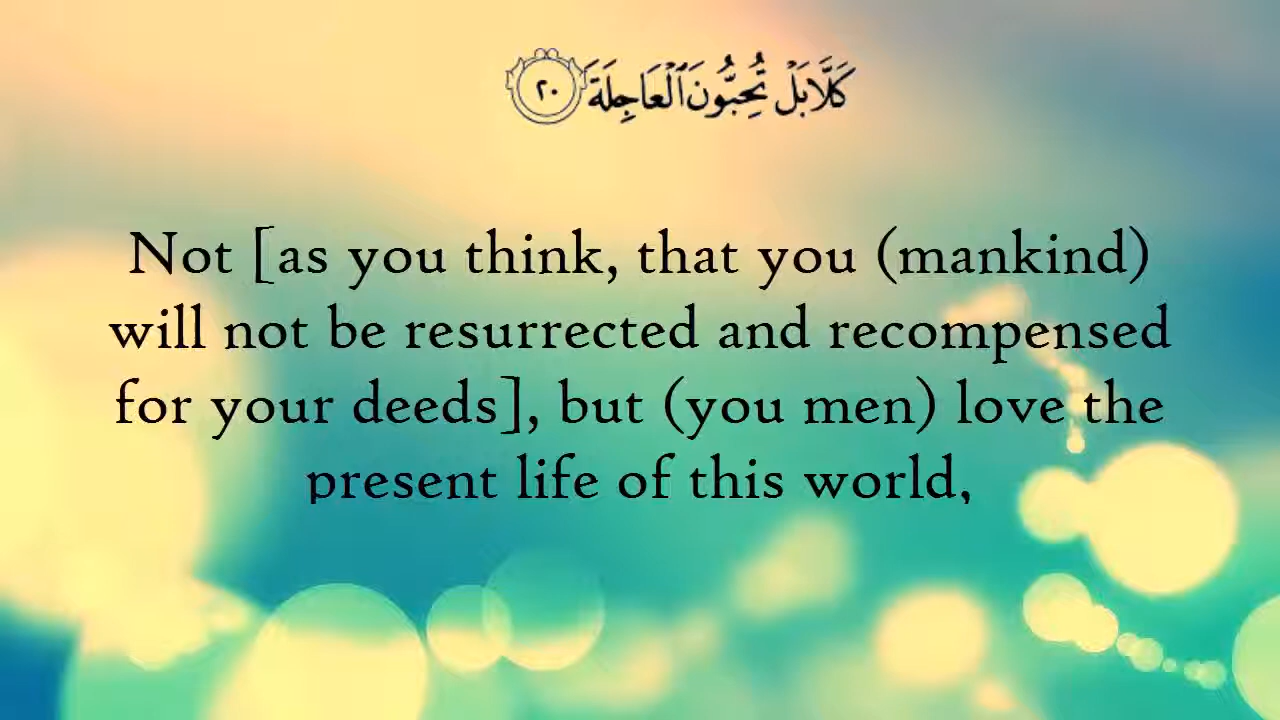 كَلَّا بَلْ تُحِبُّونَ ٱلْعَاجِلَةَ ٢٠
Not [as you think, that you (mankind)
will not be resurrected and recompensed
for your deeds], but (you men) love the
present life of this world,